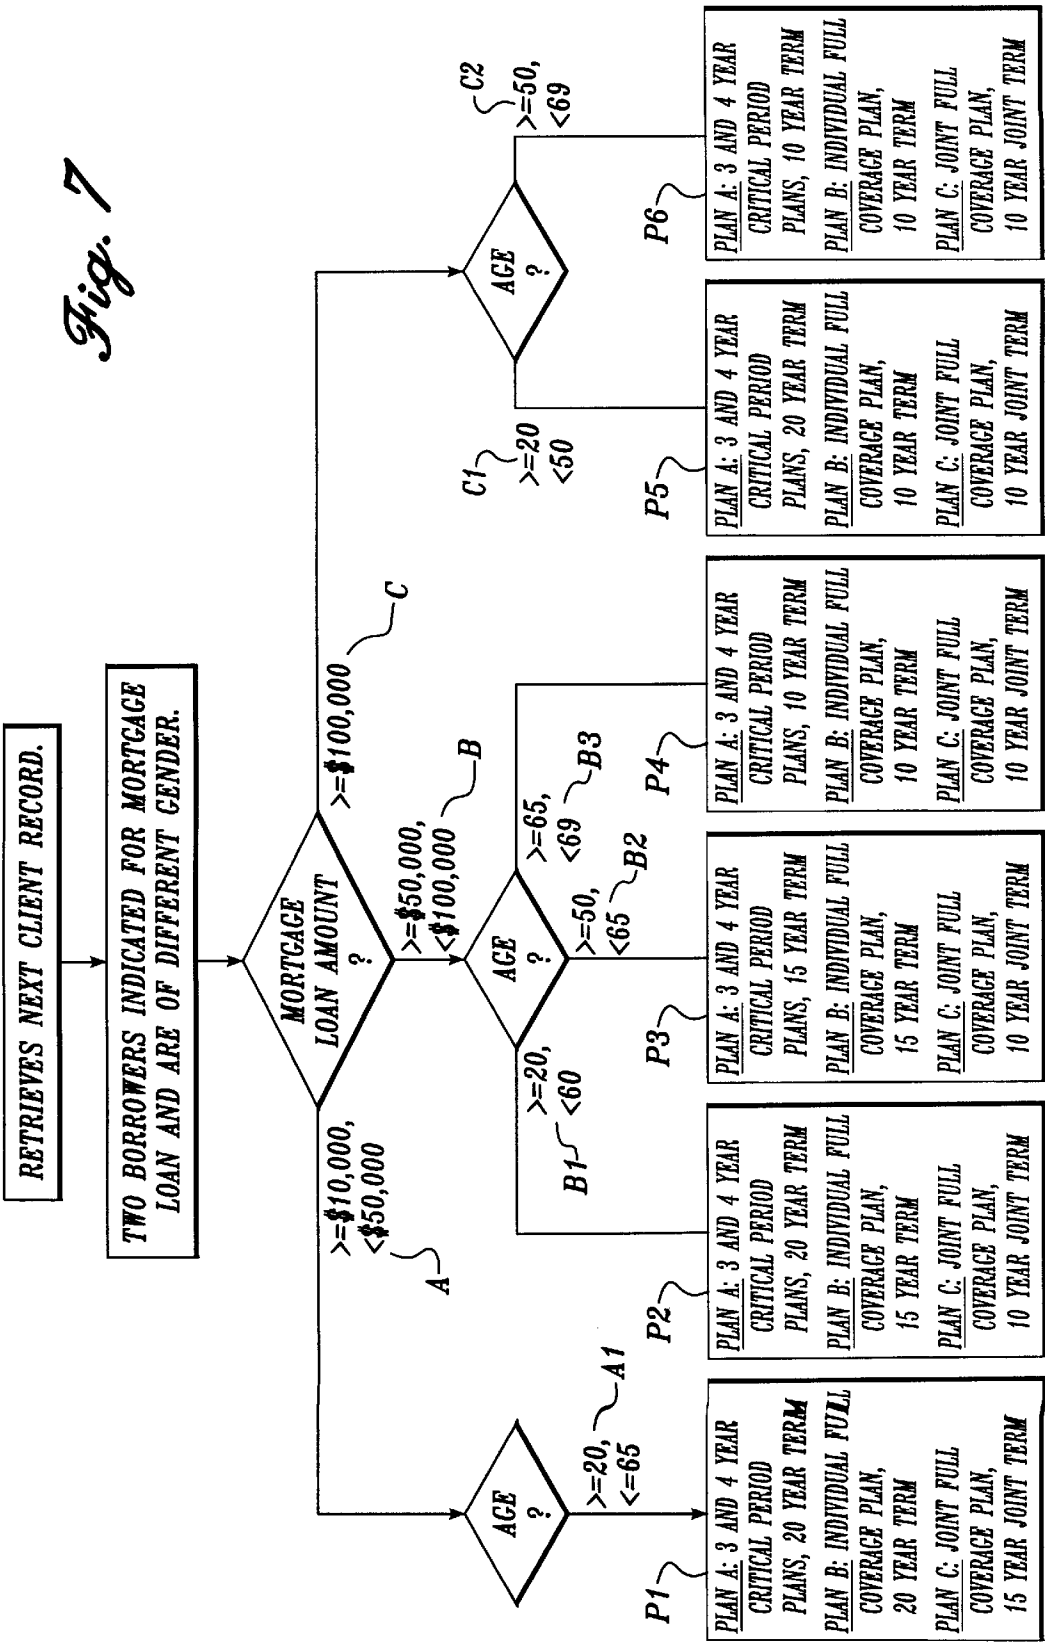 Fig. 7
RETRIEVES NEXT CLIENT RECORD.
TWO BORROWERS INDICATED FOR MORTGAGE
LOAN AND ARE OF DIFFERENT GENDER.
MORTGAGE
LOAN AMOUNT
?
>=$10,000,
<$50,000
A
>=$50,000,
<$100,000
B
>=$100,000
C
AGE
?
>=20,
<=65
A1
AGE
?
>=20,
<60
B1
>=50,
<65
B2
>=65,
<69
B3
AGE
?
C1
>=20
<50
C2
>=50,
<69
P1
PLAN A: 3 AND 4 YEAR
CRITICAL PERIOD
PLANS, 20 YEAR TERM
PLAN B: INDIVIDUAL FULL
COVERAGE PLAN,
20 YEAR TERM
PLAN C: JOINT FULL
COVERAGE PLAN,
15 YEAR JOINT TERM
P2
PLAN A: 3 AND 4 YEAR
CRITICAL PERIOD
PLANS, 20 YEAR TERM
PLAN B: INDIVIDUAL FULL
COVERAGE PLAN,
15 YEAR TERM
PLAN C: JOINT FULL
COVERAGE PLAN,
10 YEAR JOINT TERM
P3
PLAN A: 3 AND 4 YEAR
CRITICAL PERIOD
PLANS, 15 YEAR TERM
PLAN B: INDIVIDUAL FULL
COVERAGE PLAN,
15 YEAR TERM
PLAN C: JOINT FULL
COVERAGE PLAN,
10 YEAR JOINT TERM
P4
PLAN A: 3 AND 4 YEAR
CRITICAL PERIOD
PLANS, 10 YEAR TERM
PLAN B: INDIVIDUAL FULL
COVERAGE PLAN,
10 YEAR TERM
PLAN C: JOINT FULL
COVERAGE PLAN,
10 YEAR JOINT TERM
P5
PLAN A: 3 AND 4 YEAR
CRITICAL PERIOD
PLANS, 20 YEAR TERM
PLAN B: INDIVIDUAL FULL
COVERAGE PLAN,
10 YEAR TERM
PLAN C: JOINT FULL
COVERAGE PLAN,
10 YEAR JOINT TERM
P6
PLAN A: 3 AND 4 YEAR
CRITICAL PERIOD
PLANS, 10 YEAR TERM
PLAN B: INDIVIDUAL FULL
COVERAGE PLAN,
10 YEAR TERM
PLAN C: JOINT FULL
COVERAGE PLAN,
10 YEAR JOINT TERM